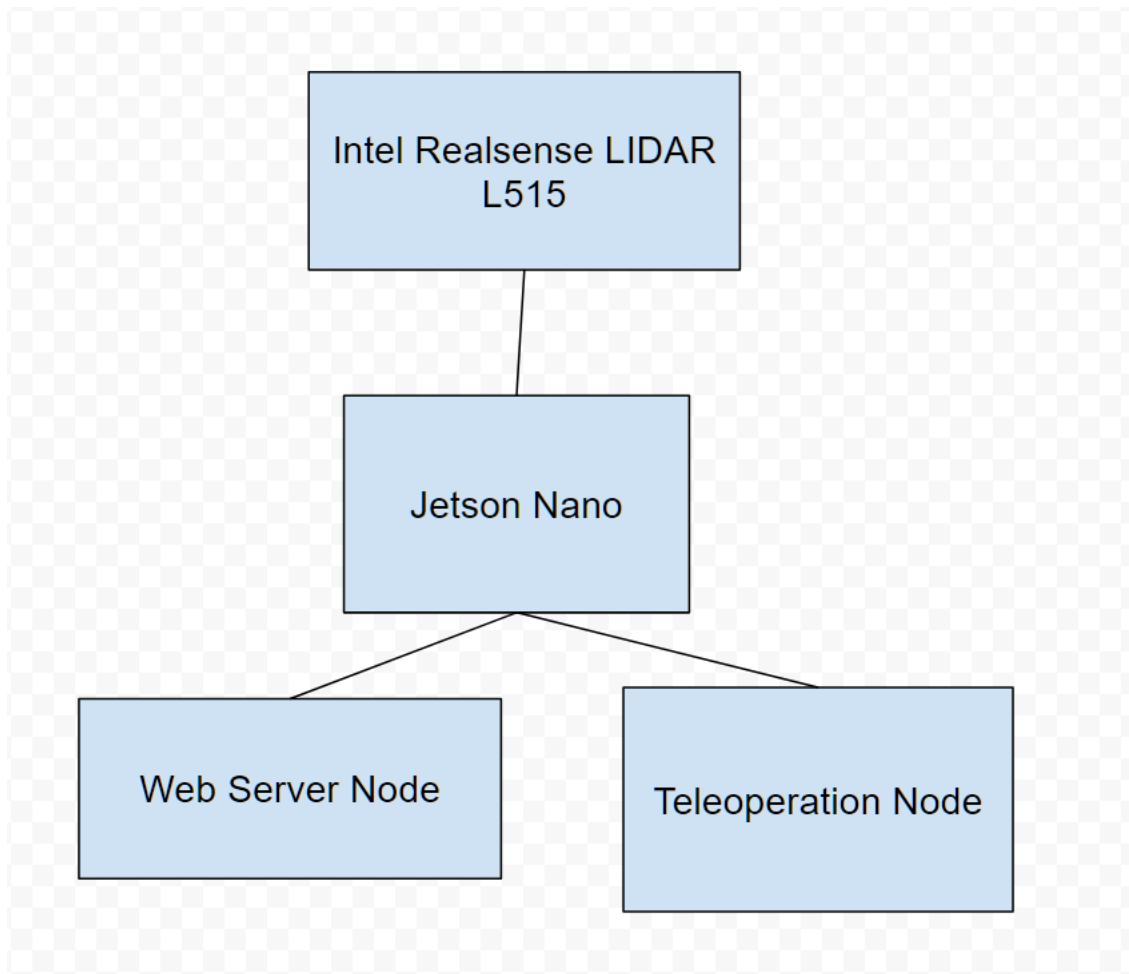 Intel Realsense LIDAR
L515
Jetson Nano
Web Server Node
Teleoperation Node